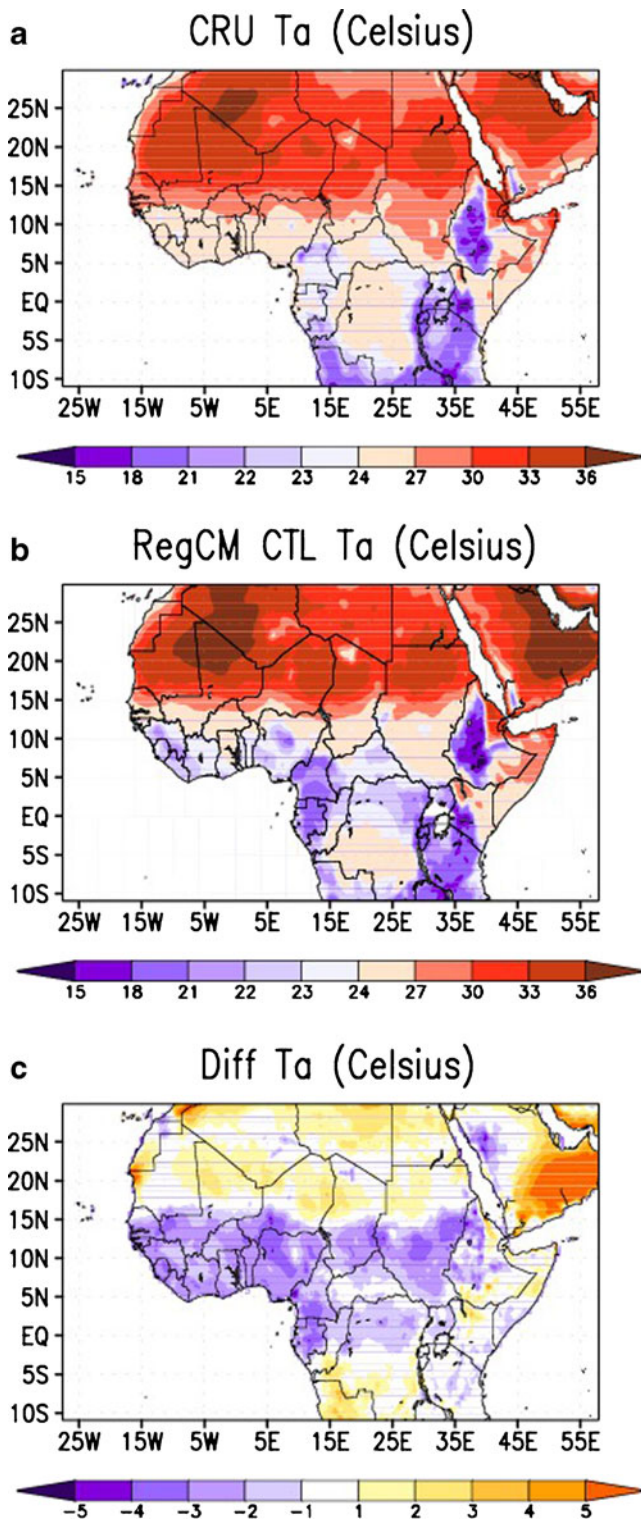 a CRU Ta (Celsius)
25N
20N
15N
10N
5N
EQ
5S
10S
25W 15W 5W 5E 15E 25E 35E 45E 55E
15 18 21 22 23 24 27 30 33 36
b RegCM CTL Ta (Celsius)
25N
20N
15N
10N
5N
EQ
5S
10S
25W 15W 5W 5E 15E 25E 35E 45E 55E
15 18 21 22 23 24 27 30 33 36
c Diff Ta (Celsius)
25N
20N
15N
10N
5N
EQ
5S
10S
25W 15W 5W 5E 15E 25E 35E 45E 55E
-5 -4 -3 -2 -1 1 2 3 4 5